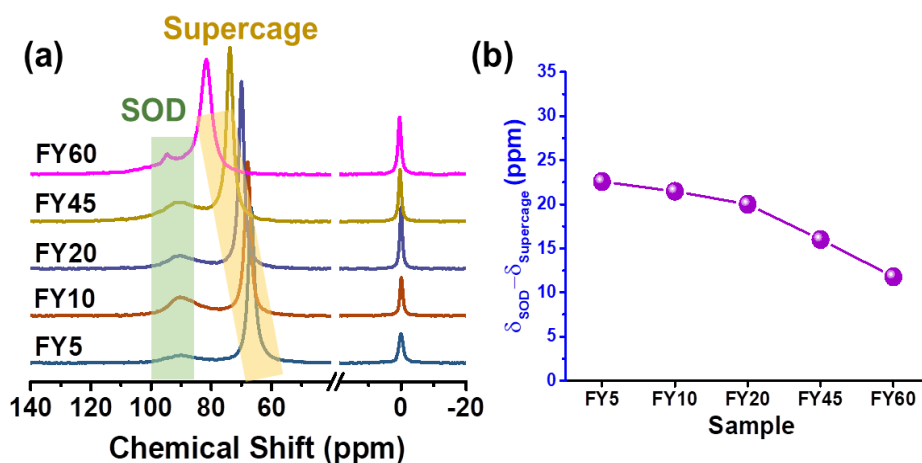 (a)
Supercage
SOD
FY60
FY45
FY20
FY10
FY5
140 120 100 80 60 0 -20
Chemical Shift (ppm)
(b)
35
30
25
20
15
10
5
0
δSOD–δSupercage (ppm)
FY5 FY10 FY20 FY45 FY60
Sample